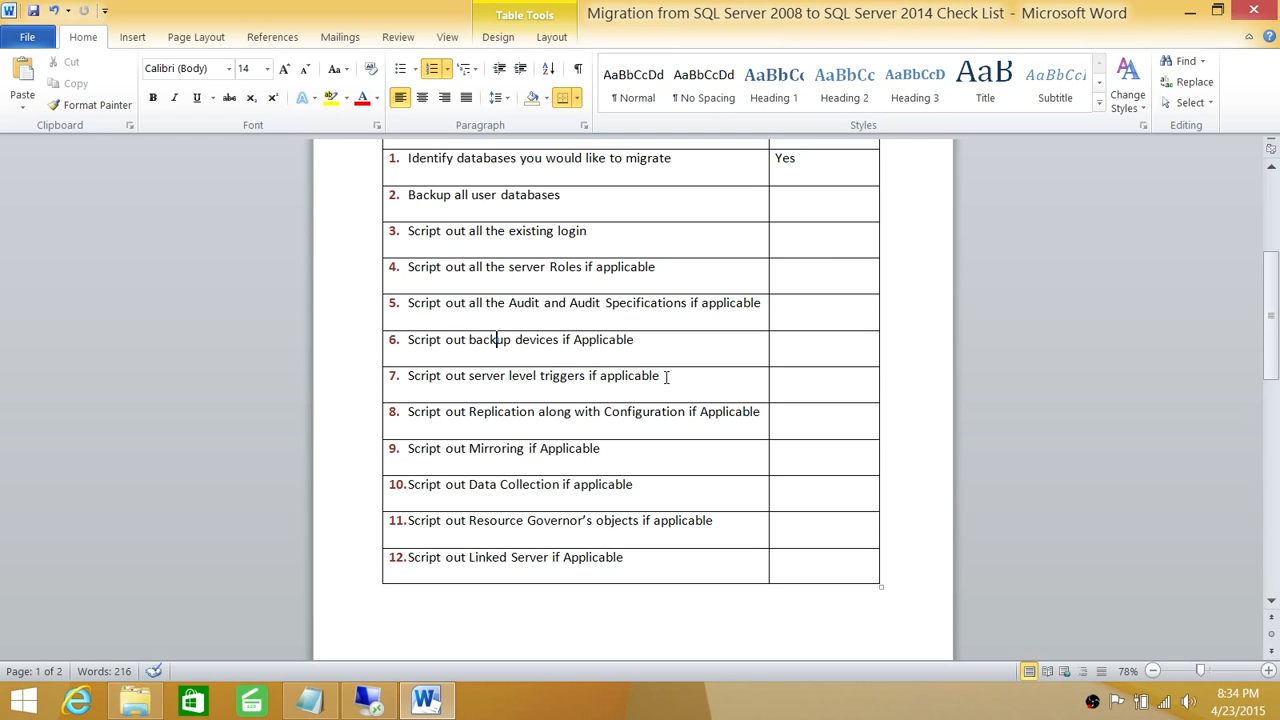 Table Tools
Migration from SQL Server 2008 to SQL Server 2014 Check List - Microsoft Word
File Home Insert Page Layout References Mailings Review View Design Layout
Paste
Cut
Copy
Format Painter
Clipboard
Calibri (Body) 14
Font
Paragraph
AaBbCcDd AaBbCcDd AaBbCc AaBbCc AaBbCcD AaB AaBbCcL
¶ Normal ¶ No Spacing Heading 1 Heading 2 Heading 3 Title Subtitle
Change Styles
Styles
Find
Replace
Select
Editing
1. Identify databases you would like to migrate Yes
2. Backup all user databases
3. Script out all the existing login
4. Script out all the server Roles if applicable
5. Script out all the Audit and Audit Specifications if applicable
6. Script out backup devices if Applicable
7. Script out server level triggers if applicable
8. Script out Replication along with Configuration if Applicable
9. Script out Mirroring if Applicable
10. Script out Data Collection if applicable
11. Script out Resource Governor's objects if applicable
12. Script out Linked Server if Applicable
Page: 1 of 2 Words: 216 78%
8:34 PM
4/23/2015